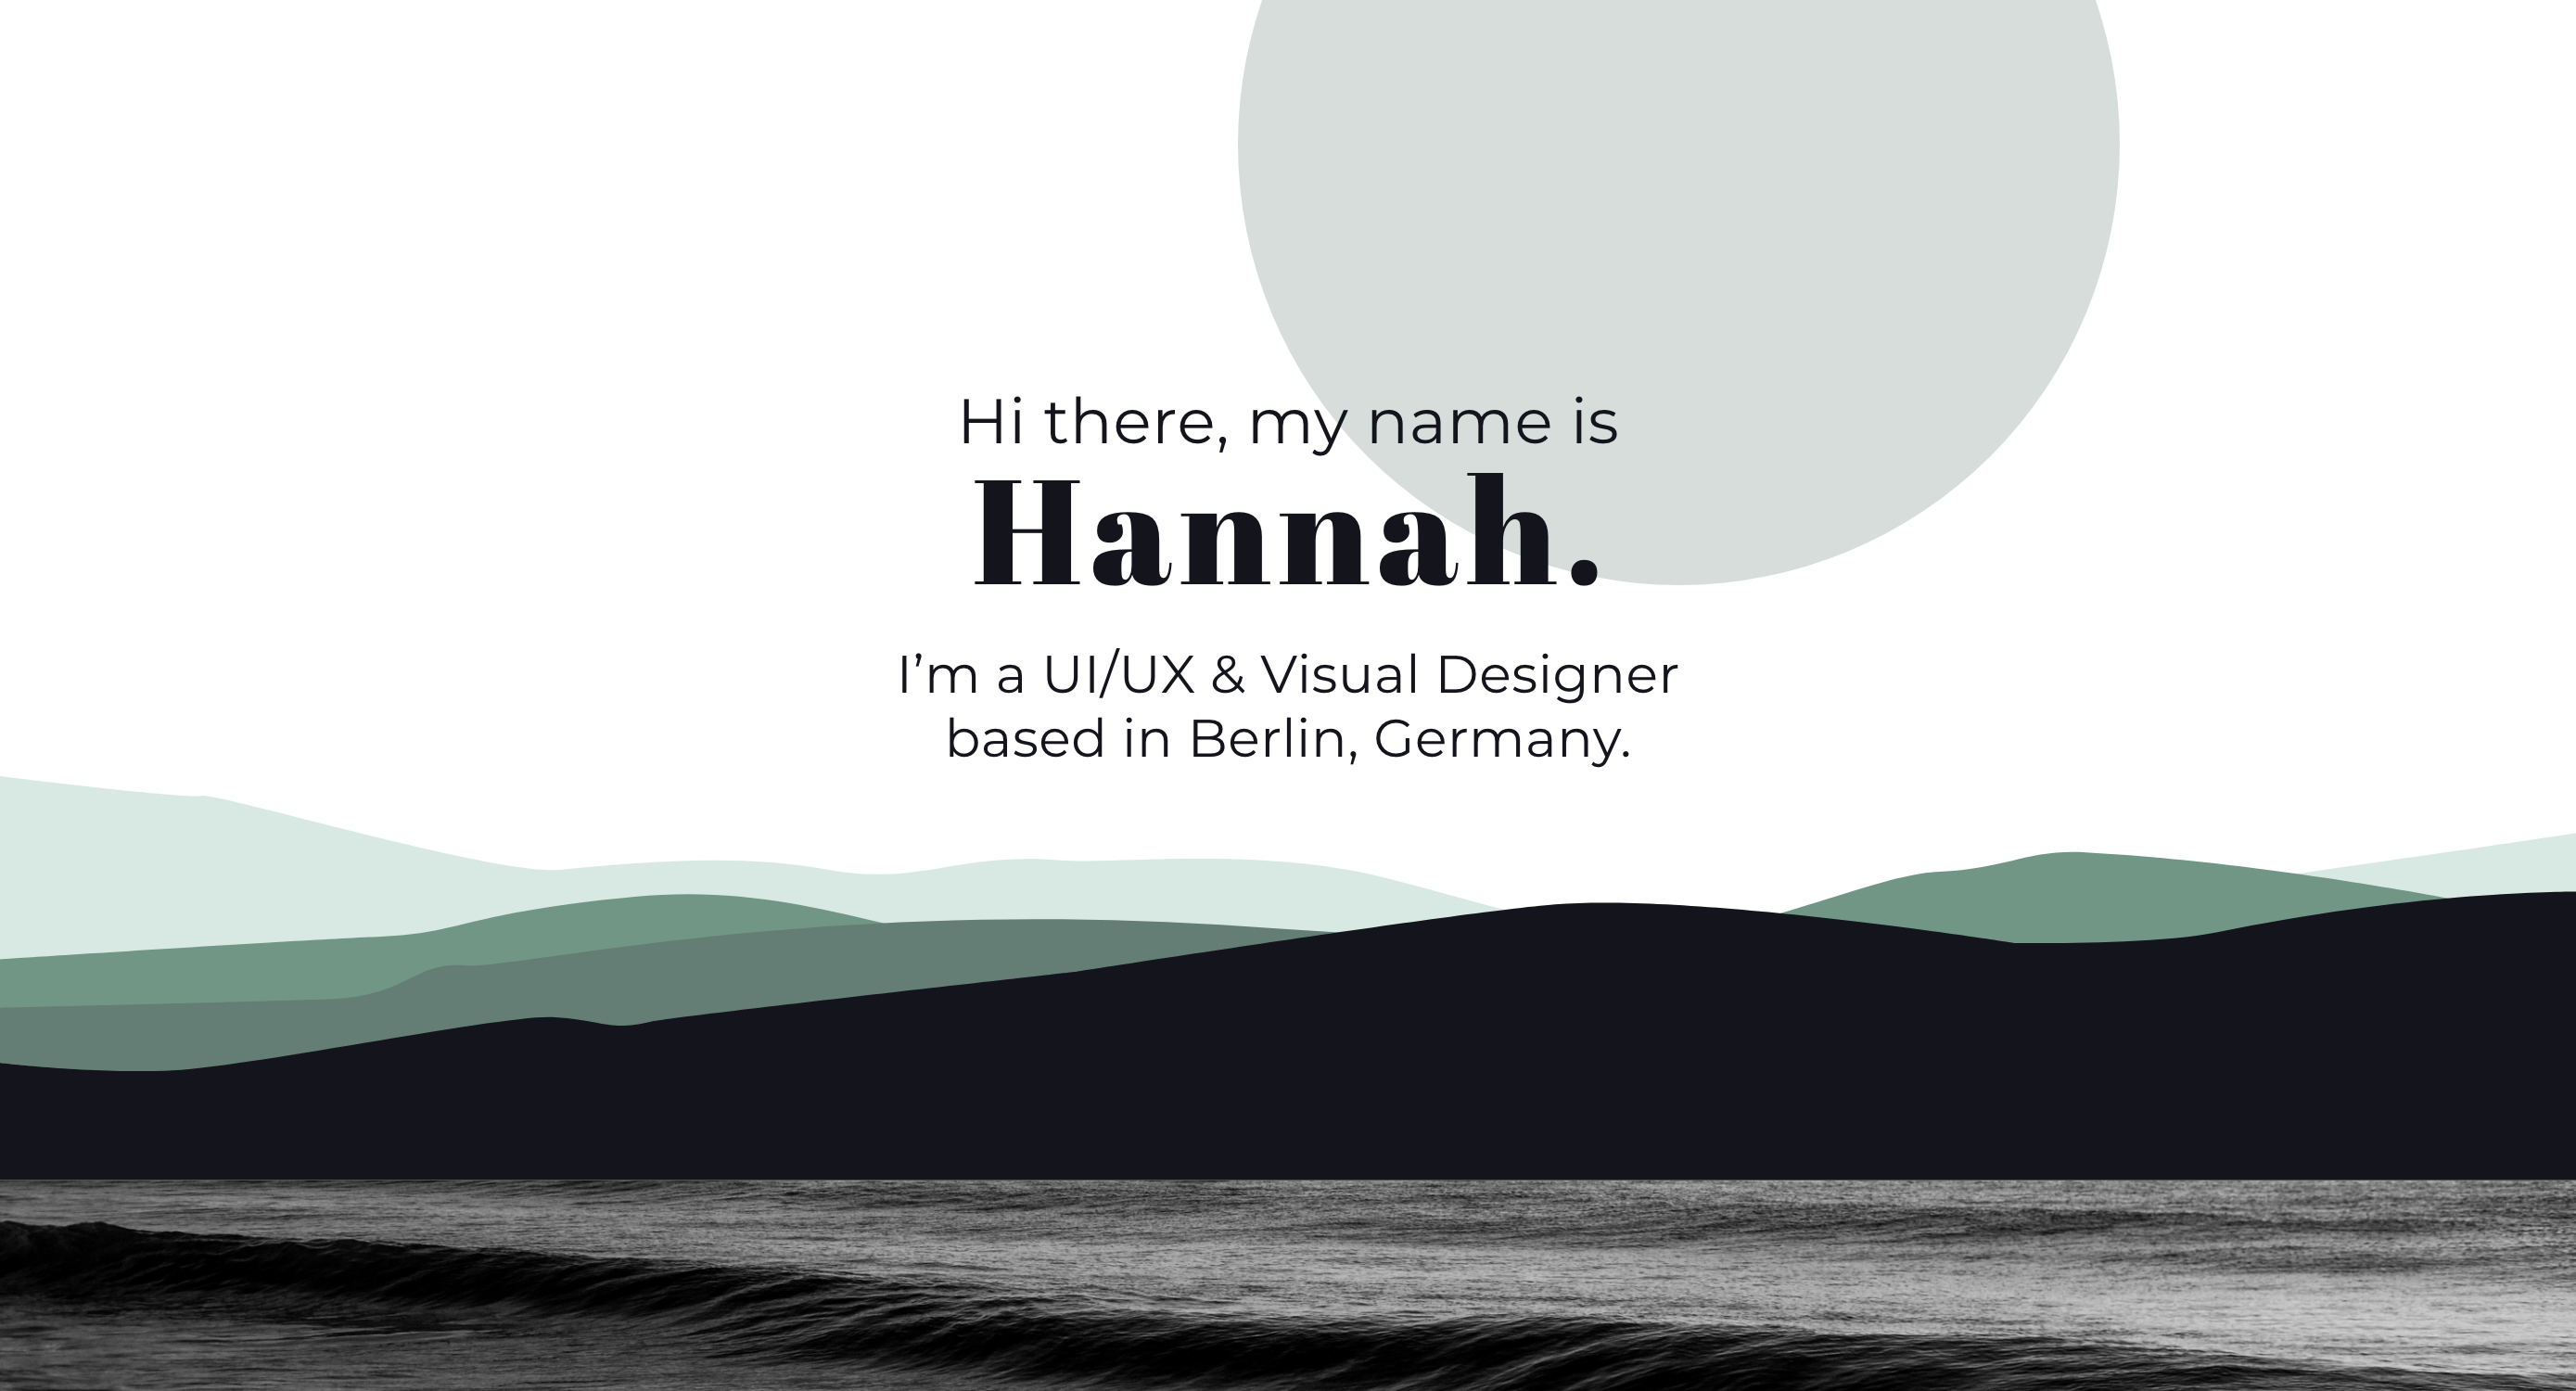 Hi there, my name is
Hannah.
I’m a UI/UX & Visual Designer
based in Berlin, Germany.